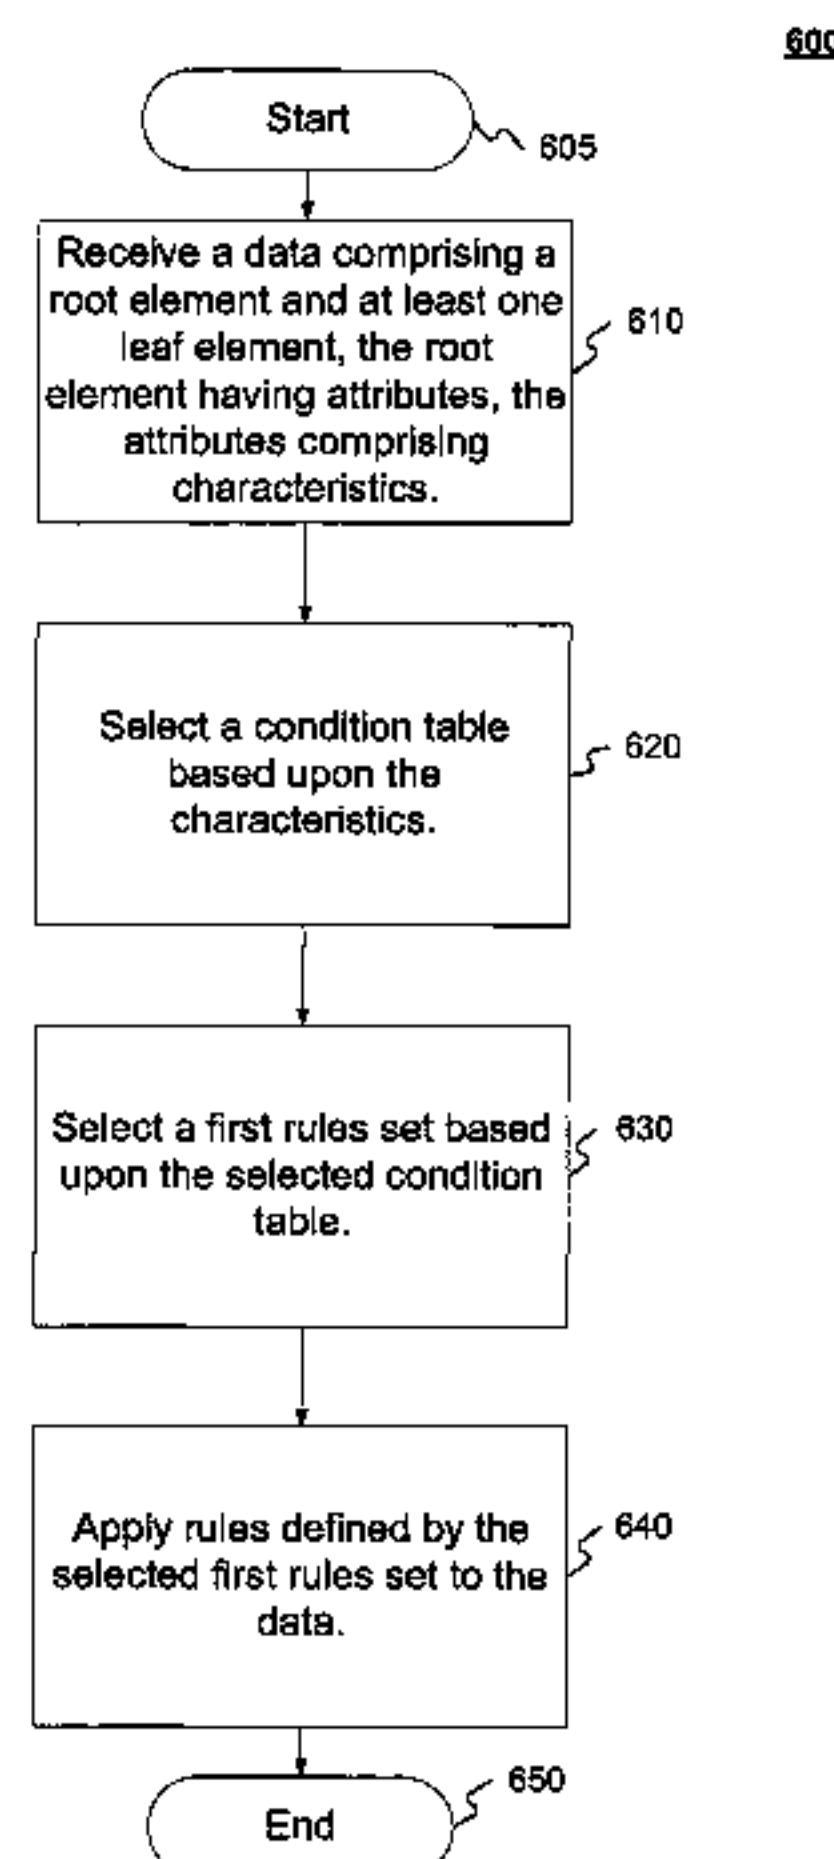 600
Start
605
Receive a data comprising a
root element and at least one
leaf element, the root
element having attributes, the
attributes comprising
characteristics.
610
Select a condition table
based upon the
characteristics.
620
Select a first rules set based
upon the selected condition
table.
630
Apply rules defined by the
selected first rules set to the
data.
640
End
650